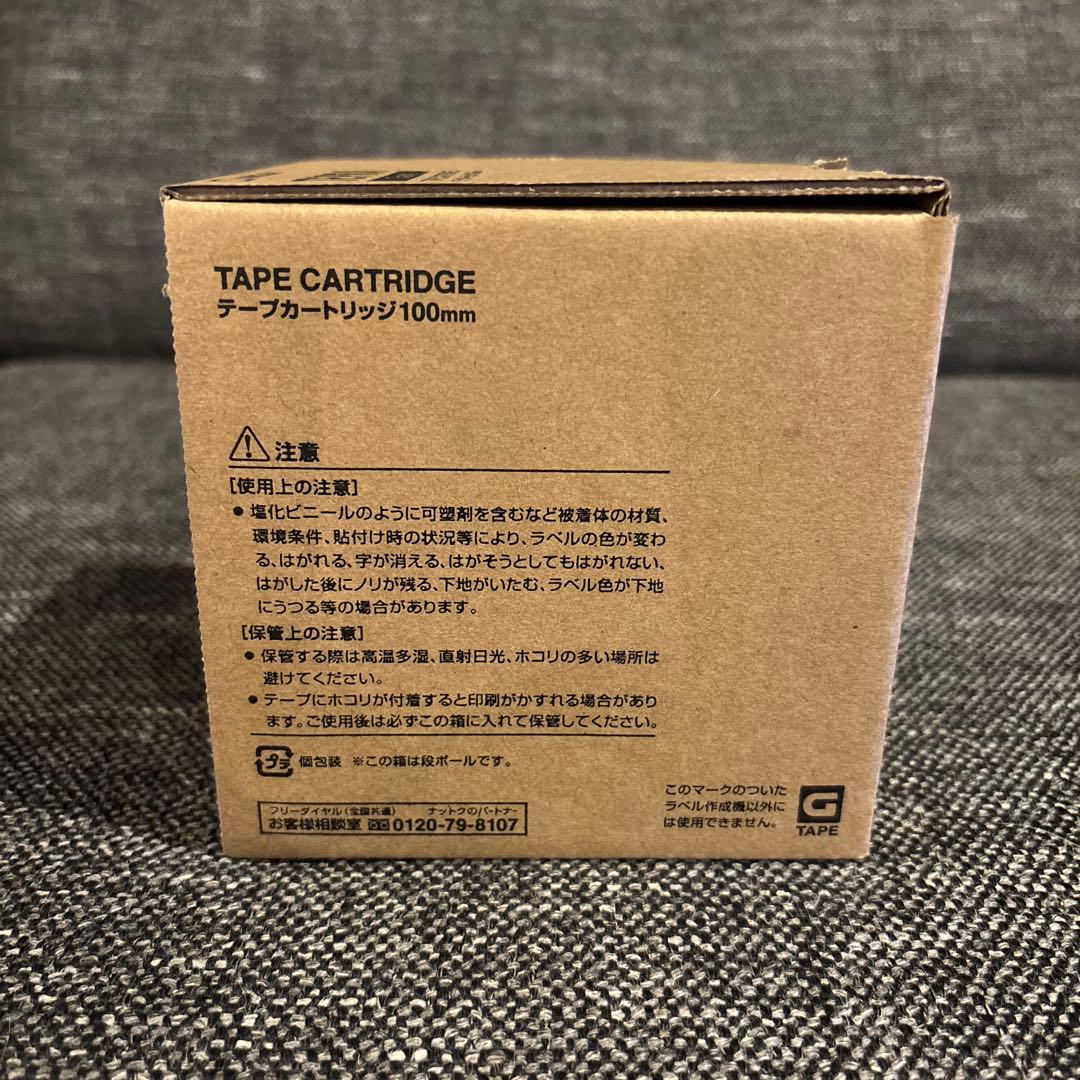 TAPE CARTRIDGE
テープカートリッジ100mm
注意
[使用上の注意]
● 塩化ビニールのように可塑剤を含むなど被着体の材質、
環境条件、貼付け時の状況等により、ラベルの色が変わ
る、はがれる、字が消える、はがそうとしてもはがれない、
はがした後にノリが残る、下地がいたむ、ラベル色が下地
にうつる等の場合があります。
[保管上の注意]
● 保管する際は高温多湿、直射日光、ホコリの多い場所は
避けてください。
● テープにホコリが付着すると印刷がかすれる場合があり
ます。ご使用後は必ずこの箱に入れて保管してください。
プラ 個包装 ※この箱は段ボールです。
フリーダイヤル(全国共通) ナットクのパートナー
お客様相談室 0120-79-8107
このマークのついた
ラベル作成機以外に
は使用できません。
G
TAPE